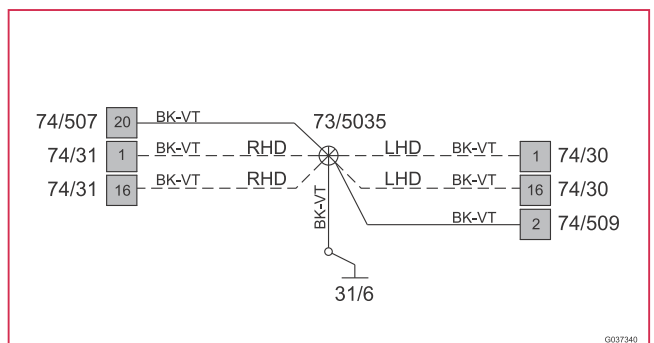 74/507 20 BK-VT 73/5035
74/31 1 BK-VT RHD LHD BK-VT 1 74/30
74/31 16 BK-VT RHD LHD BK-VT 16 74/30
BK-VT
BK-VT 2 74/509
31/6
G037340